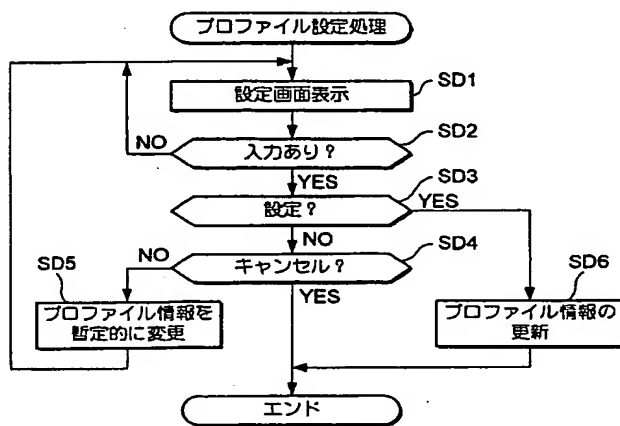 プロファイル設定処理
設定画面表示
SD1
入力あり?
SD2
NO
YES
設定?
SD3
YES
NO
キャンセル?
SD4
NO
YES
SD5
プロファイル情報を
暫定的に変更
SD6
プロファイル情報の
更新
エンド